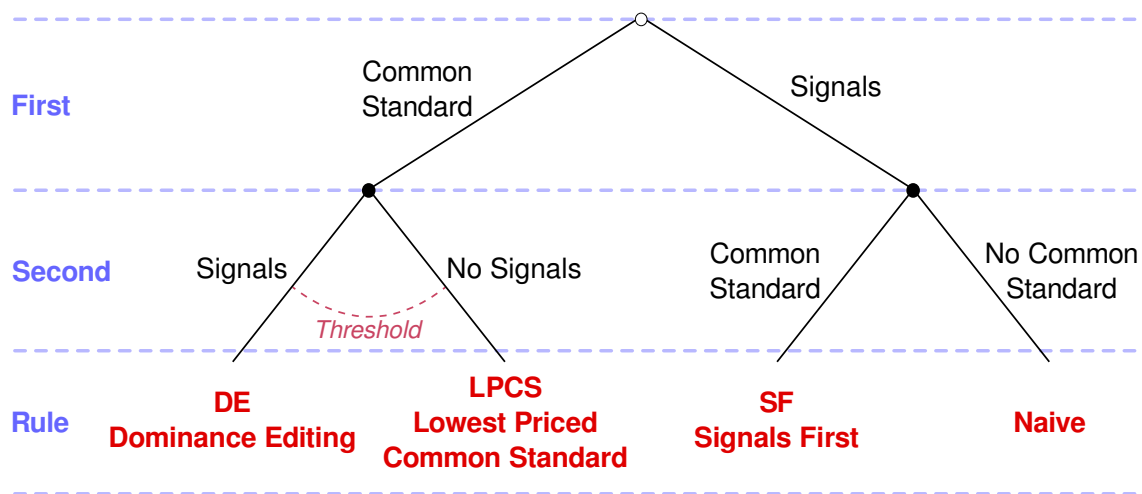 Common
Standard
Signals
First
Signals
No Signals
Common
Standard
No Common
Standard
Second
Threshold
DE
Dominance Editing
LPCS
Lowest Priced
Common Standard
SF
Signals First
Naive
Rule